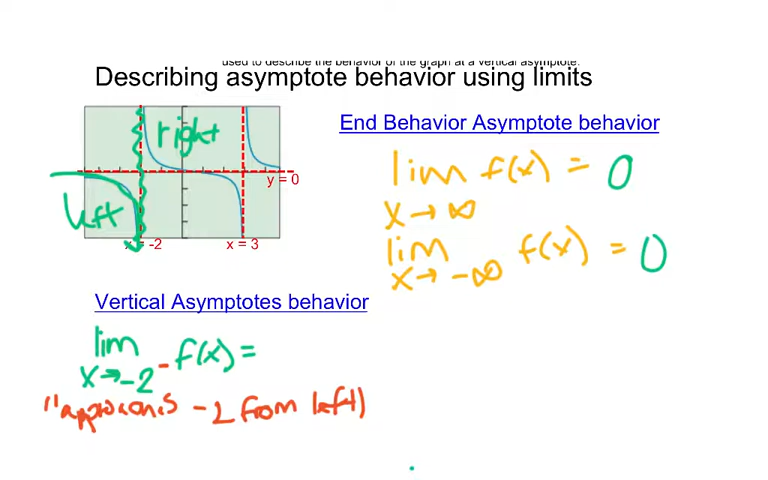 used to describe the behavior of the graph at a vertical asymptote.
Describing asymptote behavior using limits
right
left
y = 0
x = -2
x = 3
End Behavior Asymptote behavior
lim f(x) = 0
x → ∞
lim f(x) = 0
x → -∞
Vertical Asymptotes behavior
lim f(x) =
x → -2 -
"approaches -2 from left)